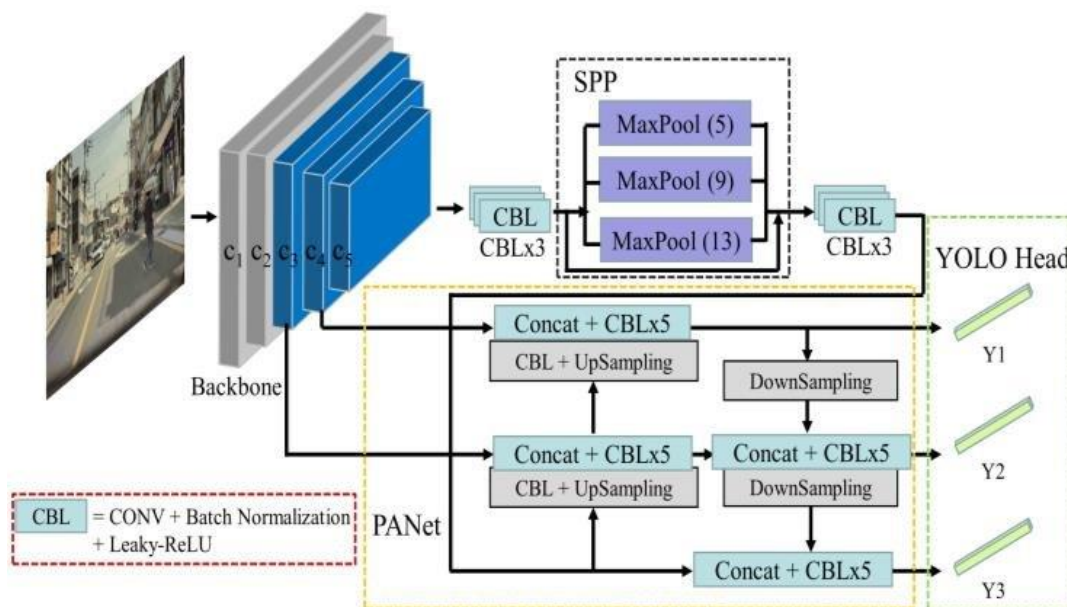 SPP
MaxPool (5)
MaxPool (9)
MaxPool (13)
CBL
CBLx3
CBL
CBLx3
c1 c2 c3 c4 c5
Backbone
YOLO Head
Concat + CBLx5
CBL + UpSampling
DownSampling
Y1
Concat + CBLx5
CBL + UpSampling
Concat + CBLx5
DownSampling
Y2
PANet
Concat + CBLx5
Y3
CBL = CONV + Batch Normalization
+ Leaky-ReLU